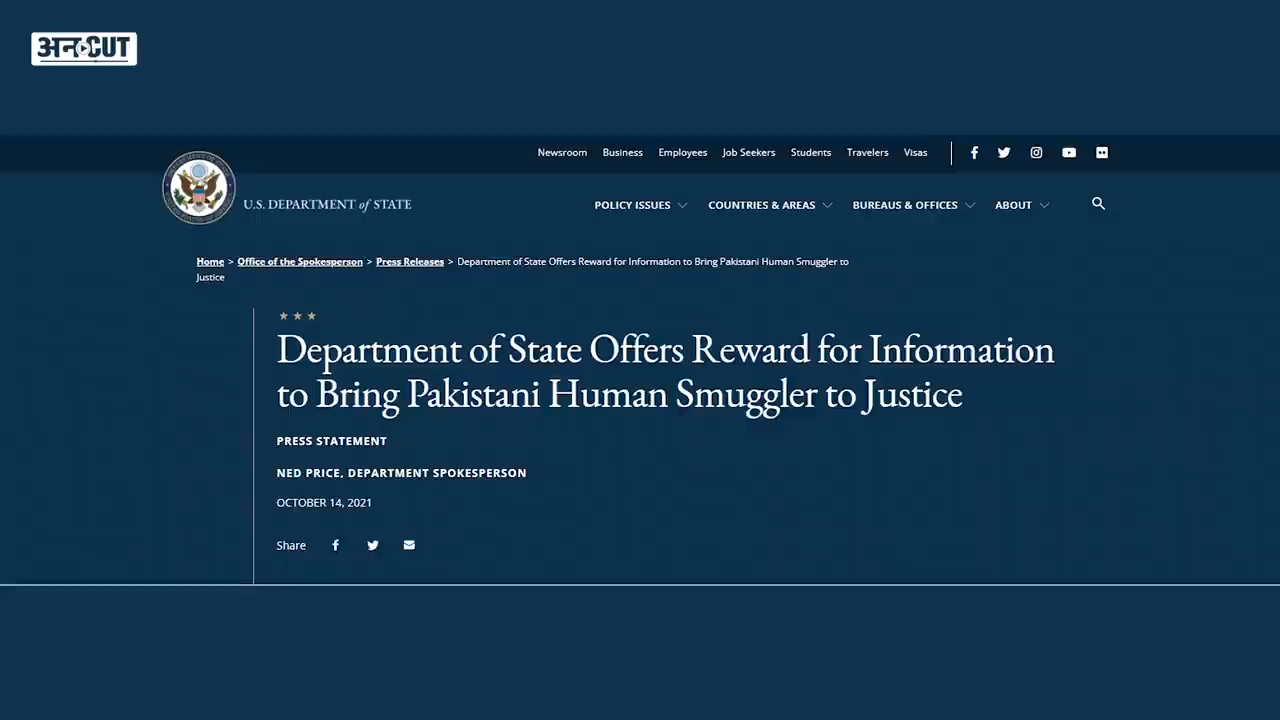 अनCUT
Newsroom Business Employees Job Seekers Students Travelers Visas
U.S. DEPARTMENT of STATE
POLICY ISSUES COUNTRIES & AREAS BUREAUS & OFFICES ABOUT
Home > Office of the Spokesperson > Press Releases > Department of State Offers Reward for Information to Bring Pakistani Human Smuggler to
Justice
Department of State Offers Reward for Information
to Bring Pakistani Human Smuggler to Justice
PRESS STATEMENT
NED PRICE, DEPARTMENT SPOKESPERSON
OCTOBER 14, 2021
Share